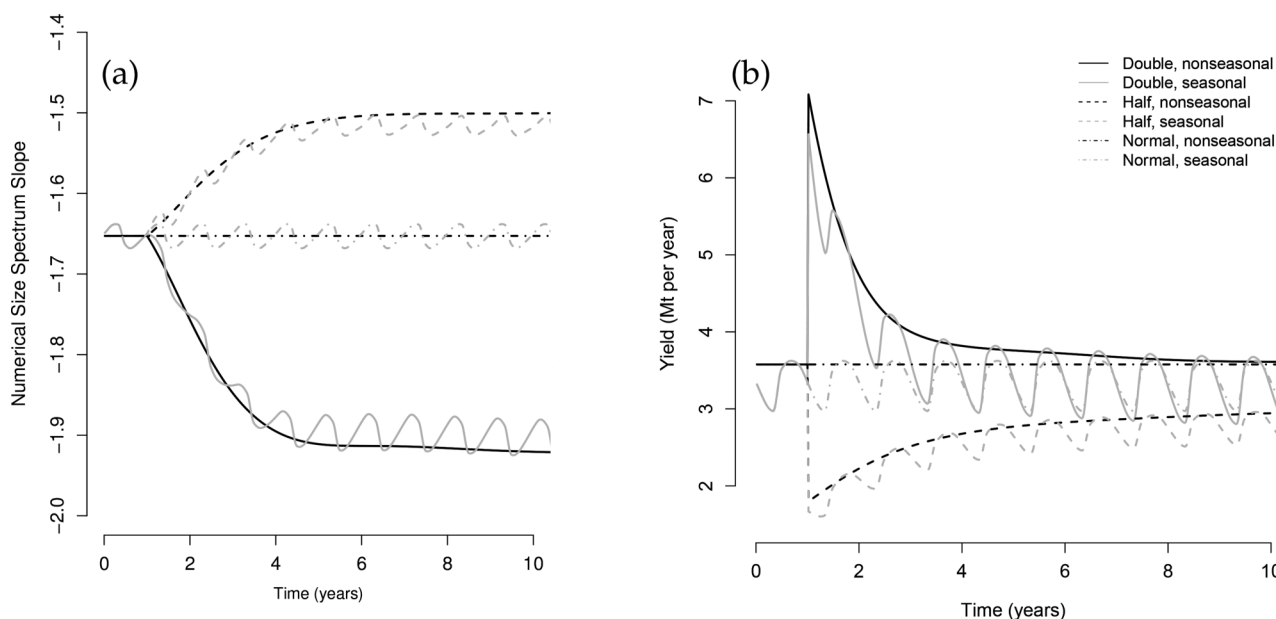 (a)
Numerical Size Spectrum Slope
−1.4
−1.5
−1.6
−1.7
−1.8
−1.9
−2.0
0 2 4 6 8 10
Time (years)
(b)
Double, nonseasonal
Double, seasonal
Half, nonseasonal
Half, seasonal
Normal, nonseasonal
Normal, seasonal
Yield (Mt per year)
7
6
5
4
3
2
0 2 4 6 8 10
Time (years)